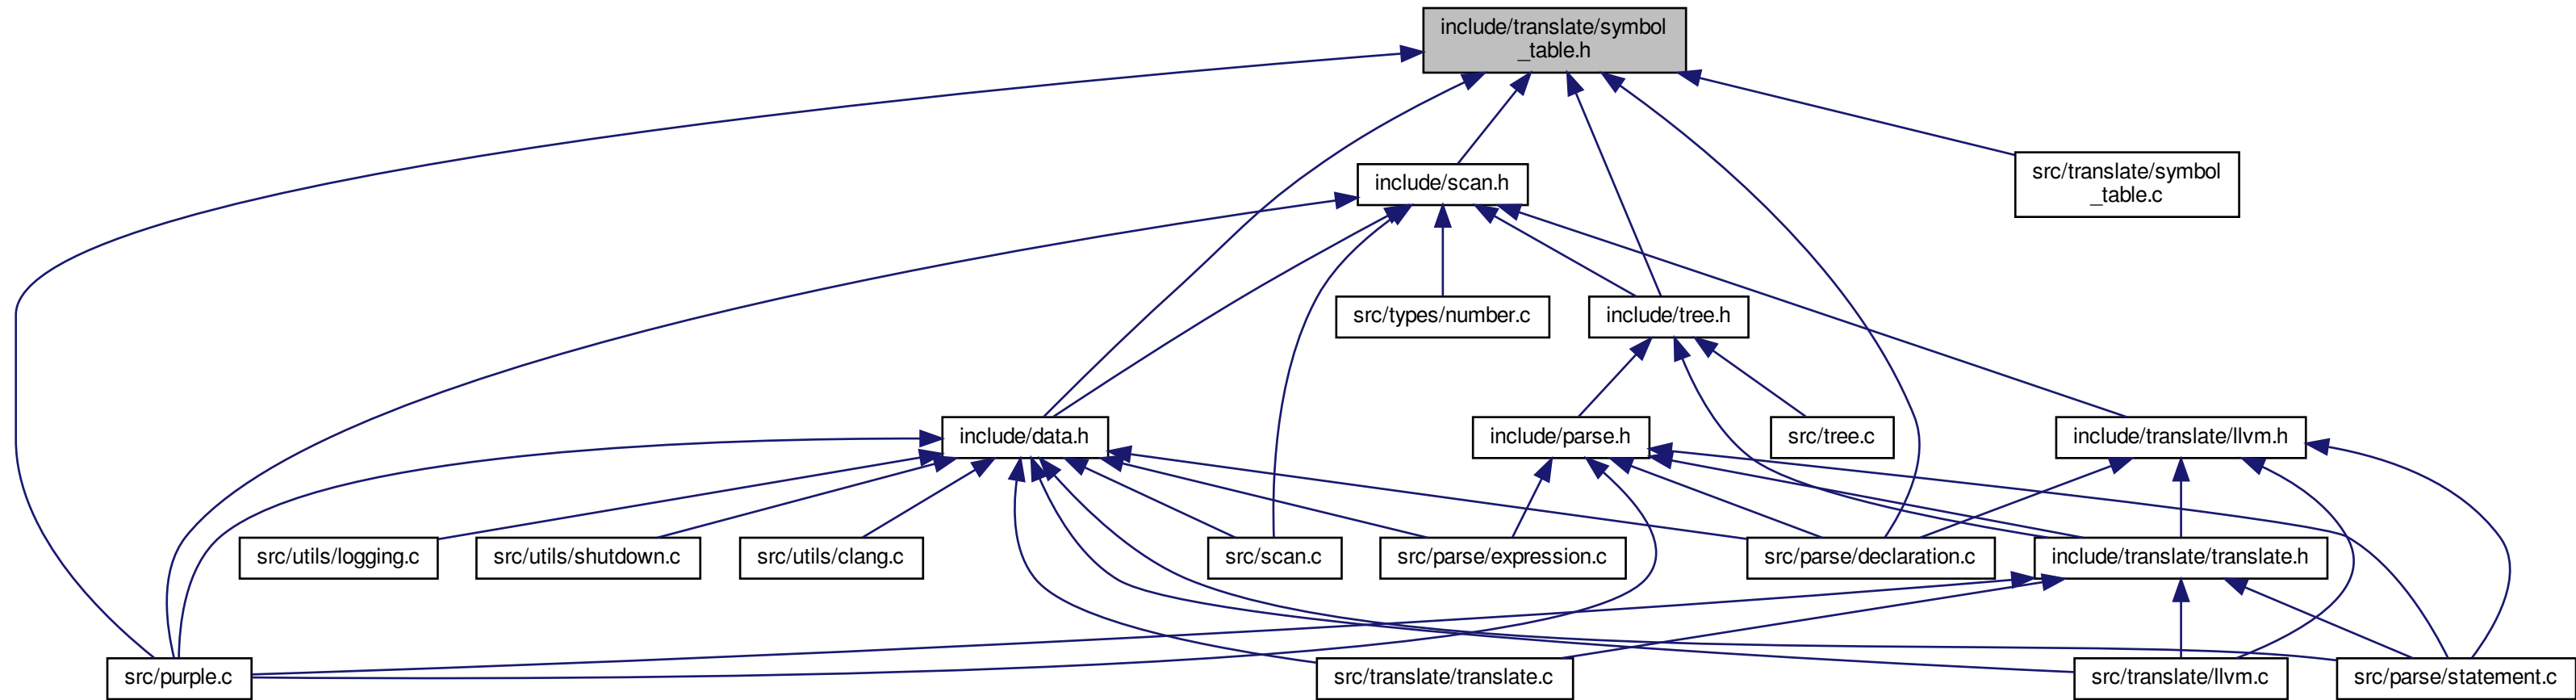 include/translate/symbol
_table.h
include/scan.h
src/translate/symbol
_table.c
src/types/number.c
include/tree.h
include/data.h
include/parse.h
src/tree.c
include/translate/llvm.h
src/utils/logging.c
src/utils/shutdown.c
src/utils/clang.c
src/scan.c
src/parse/expression.c
src/parse/declaration.c
include/translate/translate.h
src/purple.c
src/translate/translate.c
src/translate/llvm.c
src/parse/statement.c